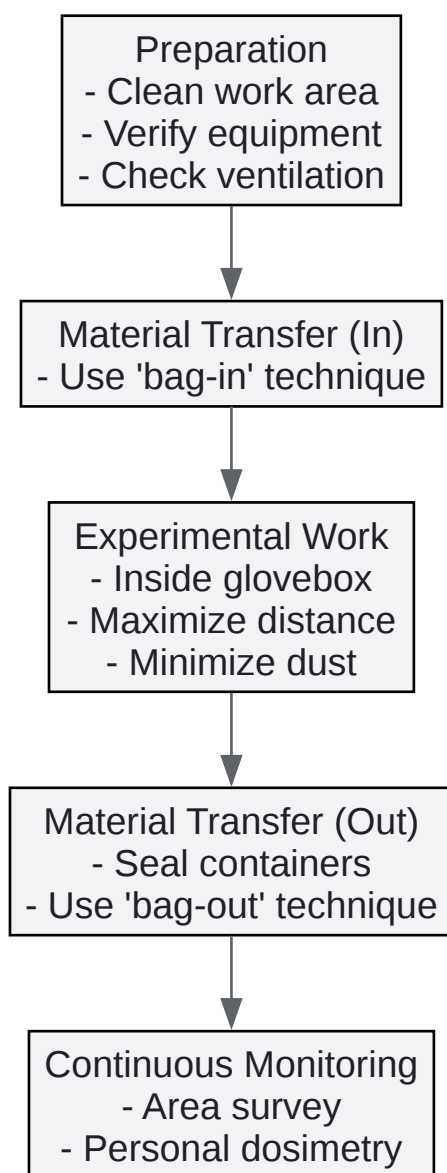 Preparation
- Clean work area
- Verify equipment
- Check ventilation
Material Transfer (In)
- Use 'bag-in' technique
Experimental Work
- Inside glovebox
- Maximize distance
- Minimize dust
Material Transfer (Out)
- Seal containers
- Use 'bag-out' technique
Continuous Monitoring
- Area survey
- Personal dosimetry